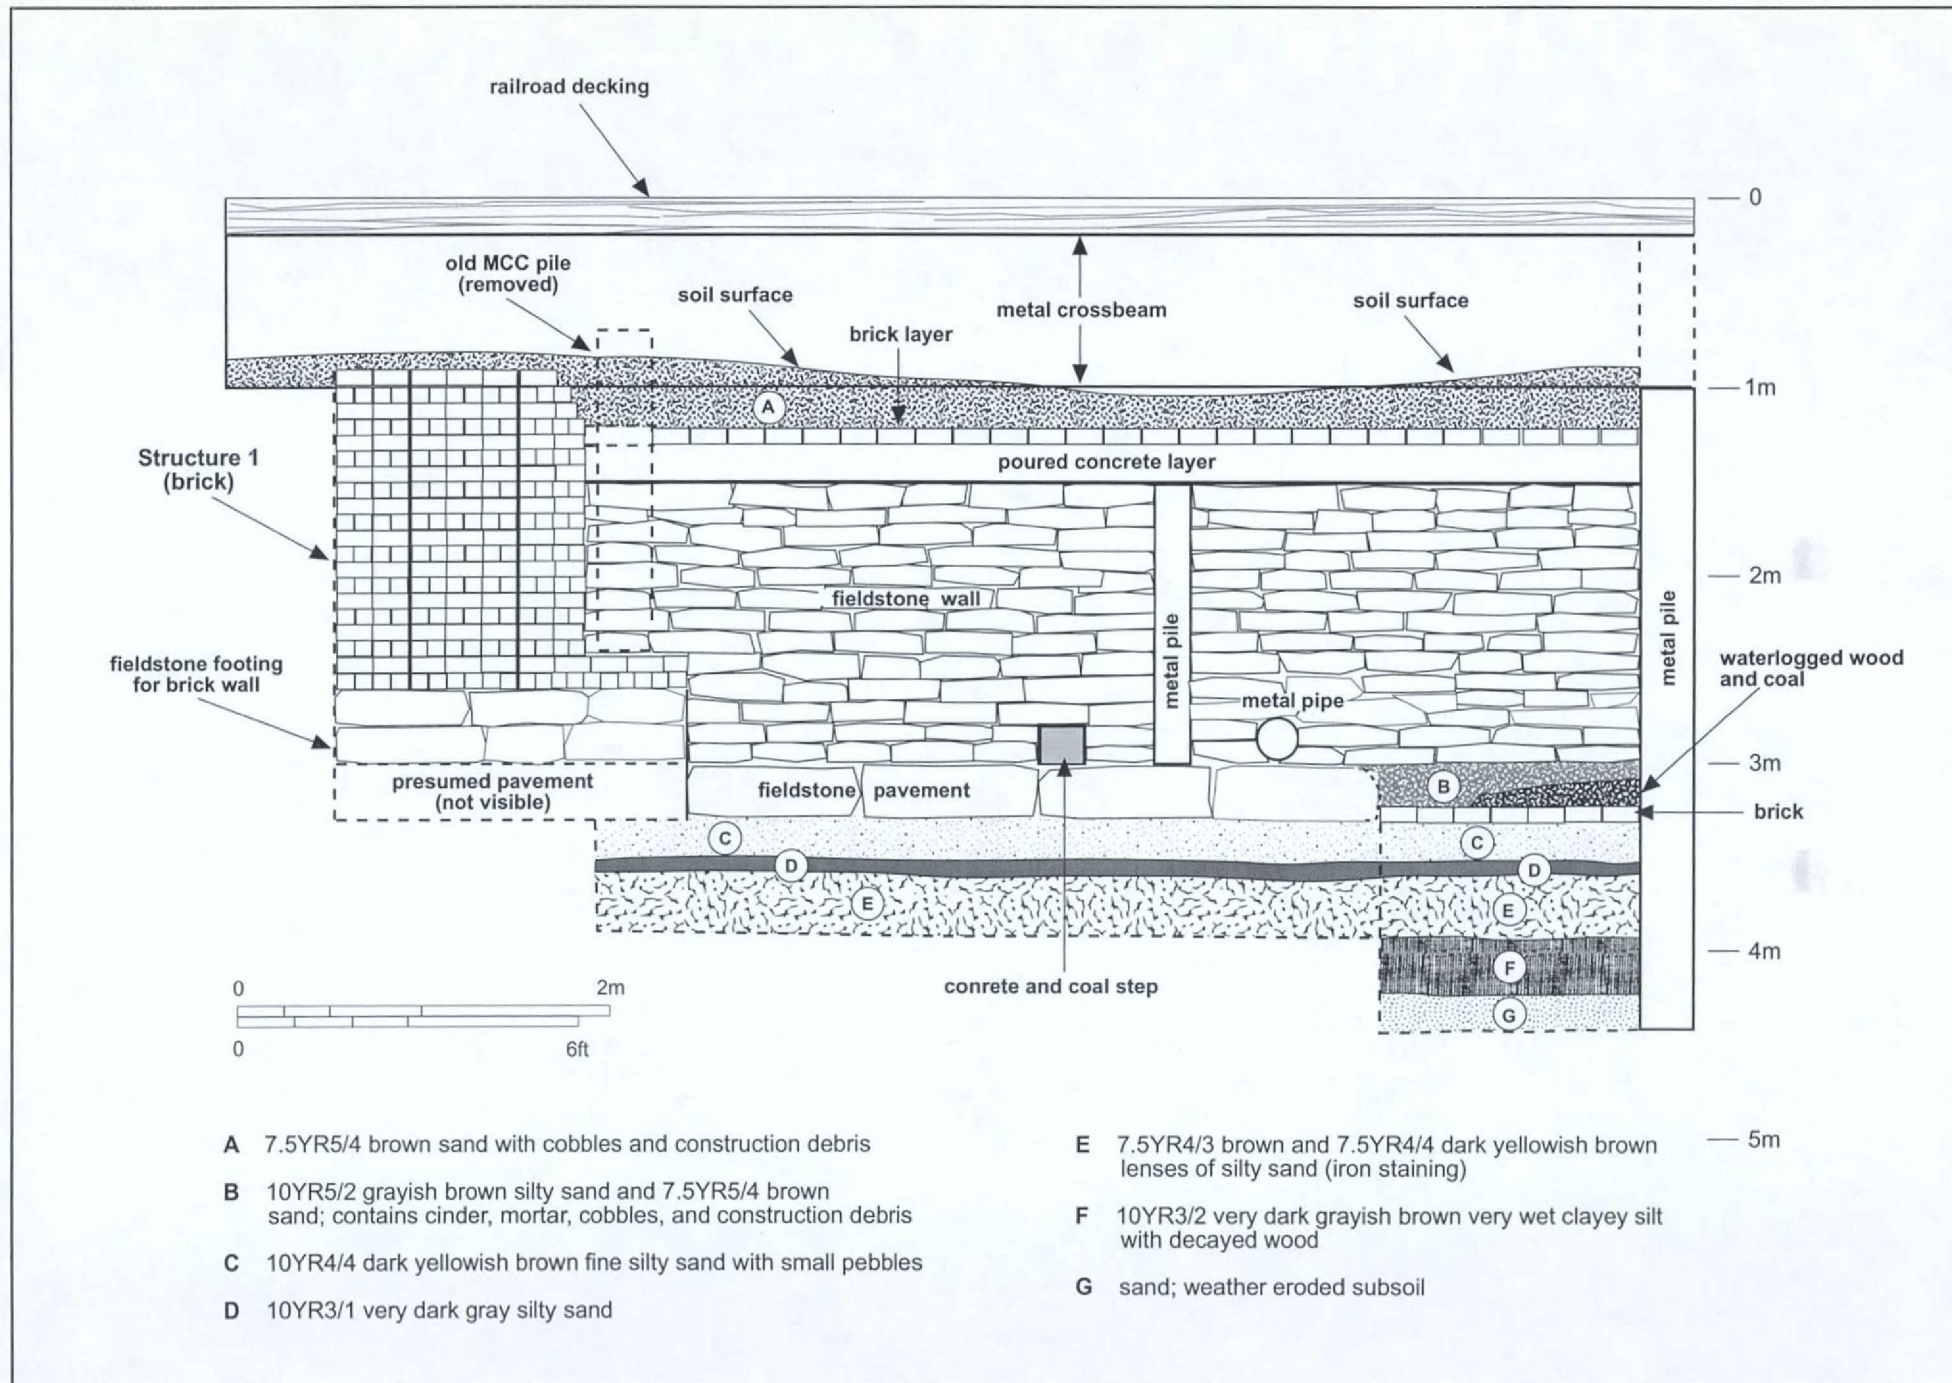 railroad decking
0
old MCC pile
(removed)
soil surface
metal crossbeam
soil surface
brick layer
1m
A
Structure 1
(brick)
poured concrete layer
2m
fieldstone wall
metal pile
metal pile
fieldstone footing
for brick wall
waterlogged wood
and coal
metal pipe
3m
presumed pavement
(not visible)
fieldstone pavement
B
brick
C
C
D
D
E
E
4m
F
conrete and coal step
G
0 2m
0 6ft
5m
A 7.5YR5/4 brown sand with cobbles and construction debris
B 10YR5/2 grayish brown silty sand and 7.5YR5/4 brown
sand; contains cinder, mortar, cobbles, and construction debris
C 10YR4/4 dark yellowish brown fine silty sand with small pebbles
D 10YR3/1 very dark gray silty sand
E 7.5YR4/3 brown and 7.5YR4/4 dark yellowish brown
lenses of silty sand (iron staining)
F 10YR3/2 very dark grayish brown very wet clayey silt
with decayed wood
G sand; weather eroded subsoil